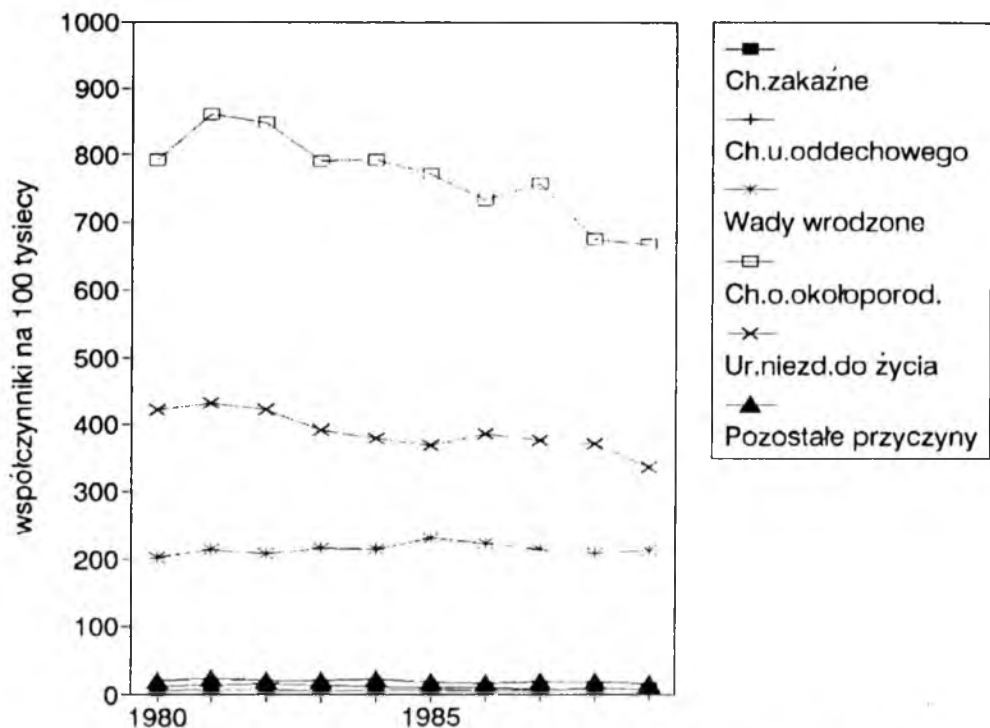 współczynniki na 100 tysiecy
1000
900
800
700
600
500
400
300
200
100
0
1980
1985
Ch.zakaźne
Ch.u.oddechowego
Wady wrodzone
Ch.o.okołoporod.
Ur.niezd.do życia
Pozostałe przyczyny